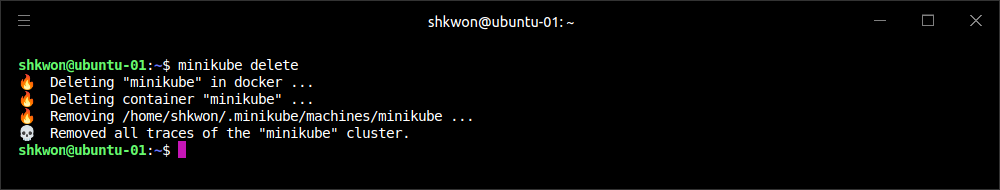 shkwon@ubuntu-01: ~
shkwon@ubuntu-01:~$ minikube delete
🔥 Deleting "minikube" in docker ...
🔥 Deleting container "minikube" ...
🔥 Removing /home/shkwon/.minikube/machines/minikube ...
💀 Removed all traces of the "minikube" cluster.
shkwon@ubuntu-01:~$